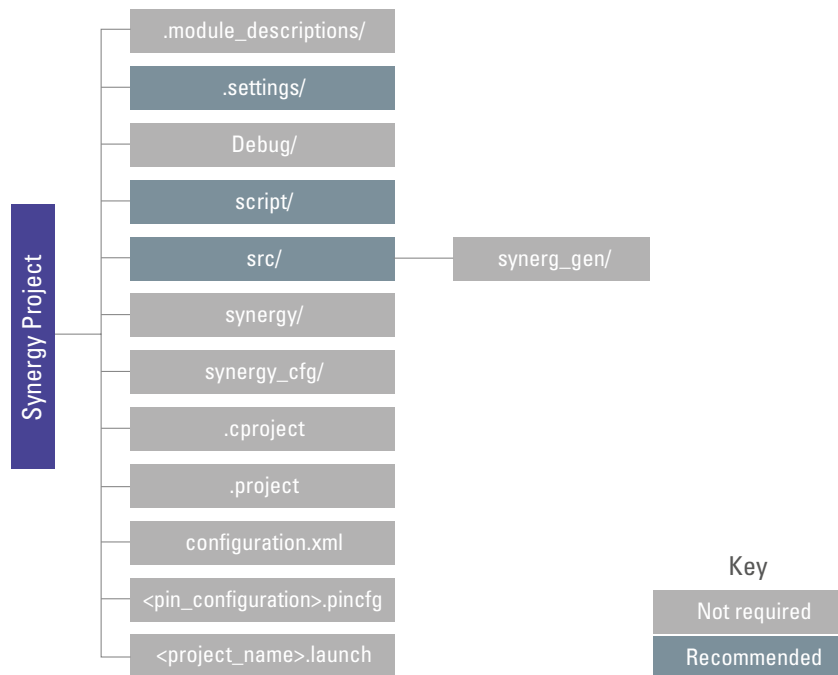 Synergy Project
.module_descriptions/
.settings/
Debug/
script/
src/
synerg_gen/
synergy/
synergy_cfg/
.cproject
.project
configuration.xml
<pin_configuration>.pincfg
<project_name>.launch
Key
Not required
Recommended